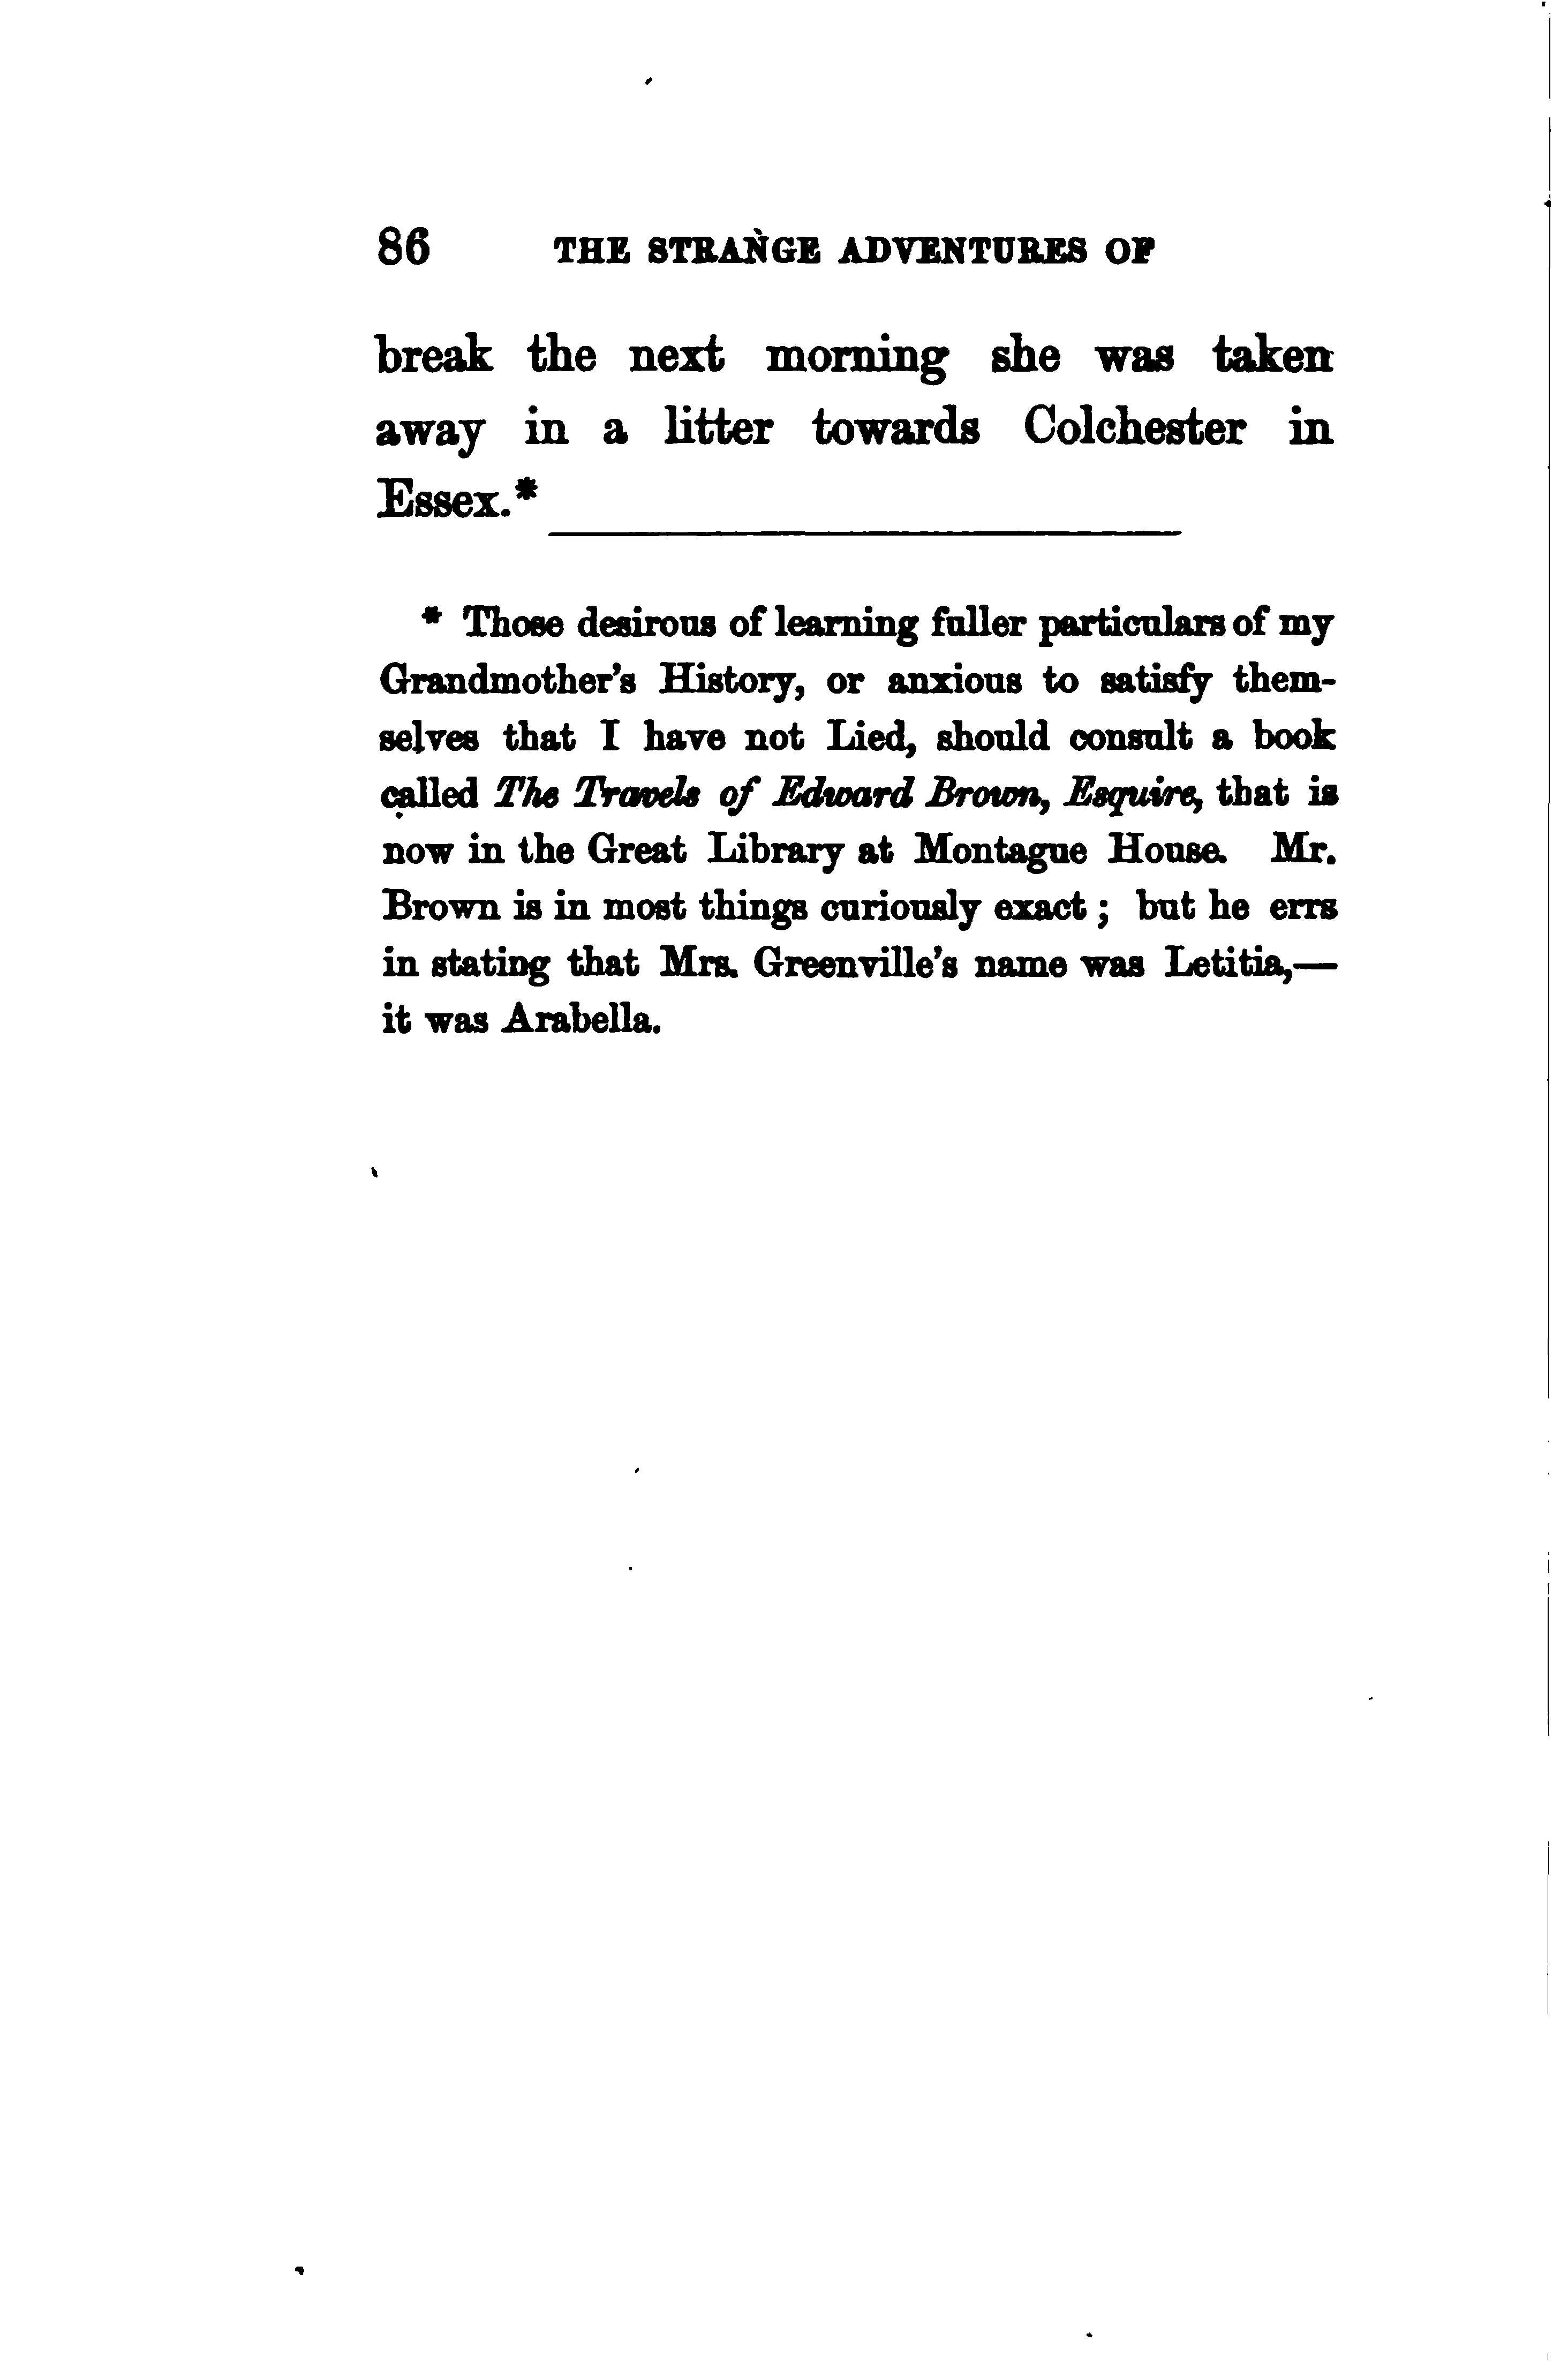 86 THE STRANGE ADVENTURES OF
break the next morning she was taken
away in a litter towards Colchester in
Essex.*
* Those desirous of learning fuller particulars of my
Grandmother's History, or anxious to satisfy them-
selves that I have not Lied, should consult a book
called The Travels of Edward Brown, Esquire, that is
now in the Great Library at Montague House. Mr.
Brown is in most things curiously exact ; but he errs
in stating that Mrs. Greenville's name was Letitia,—
it was Arabella.